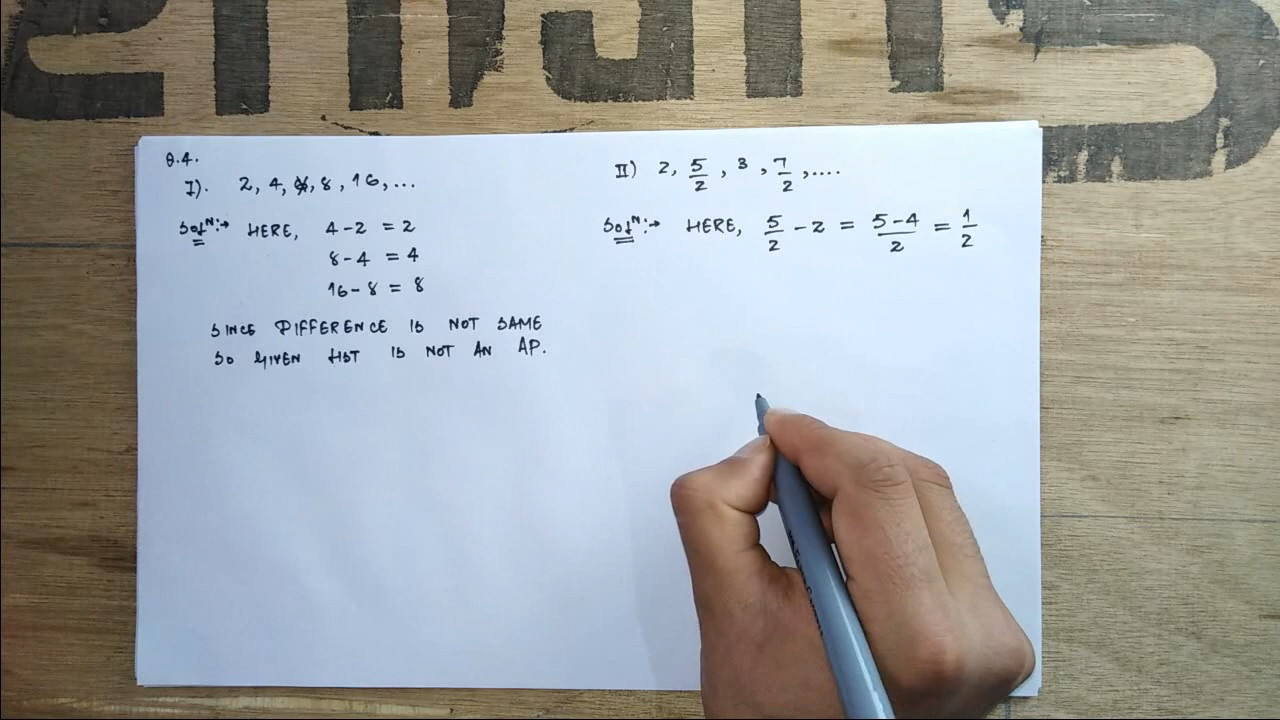 Q.4.
I). 2, 4, 8, 16, ...
Solᴺ:→ HERE, 4-2 = 2
8-4 = 4
16-8 = 8
SINCE DIFFERENCE IS NOT SAME
SO GIVEN LIST IS NOT AN AP.
II) 2, 5/2, 3, 7/2, ....
Solᴺ:→ HERE, 5/2 - 2 = 5-4/2 = 1/2